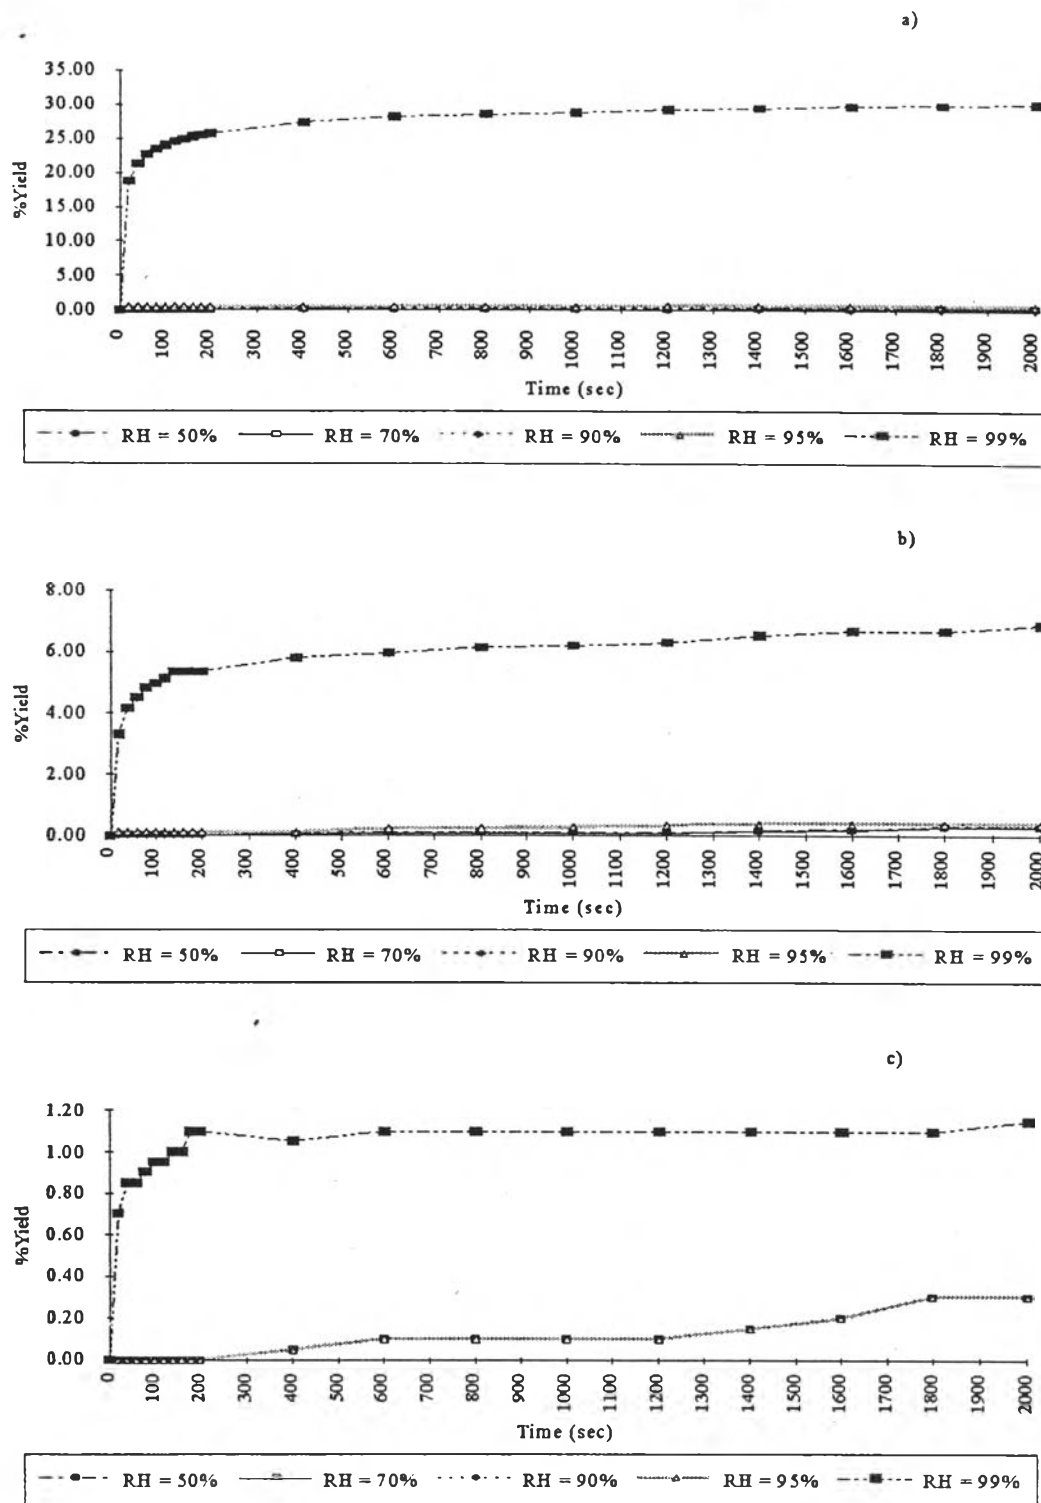 a)
35.00
30.00
25.00
20.00
15.00
10.00
5.00
0.00
%Yield
0 100 200 300 400 500 600 700 800 900 1000 1100 1200 1300 1400 1500 1600 1700 1800 1900 2000
Time (sec)
RH = 50% RH = 70% RH = 90% RH = 95% RH = 99%
b)
8.00
6.00
4.00
2.00
0.00
%Yield
0 100 200 300 400 500 600 700 800 900 1000 1100 1200 1300 1400 1500 1600 1700 1800 1900 2000
Time (sec)
RH = 50% RH = 70% RH = 90% RH = 95% RH = 99%
c)
1.20
1.00
0.80
0.60
0.40
0.20
0.00
%Yield
0 100 200 300 400 500 600 700 800 900 1000 1100 1200 1300 1400 1500 1600 1700 1800 1900 2000
Time (sec)
RH = 50% RH = 70% RH = 90% RH = 95% RH = 99%